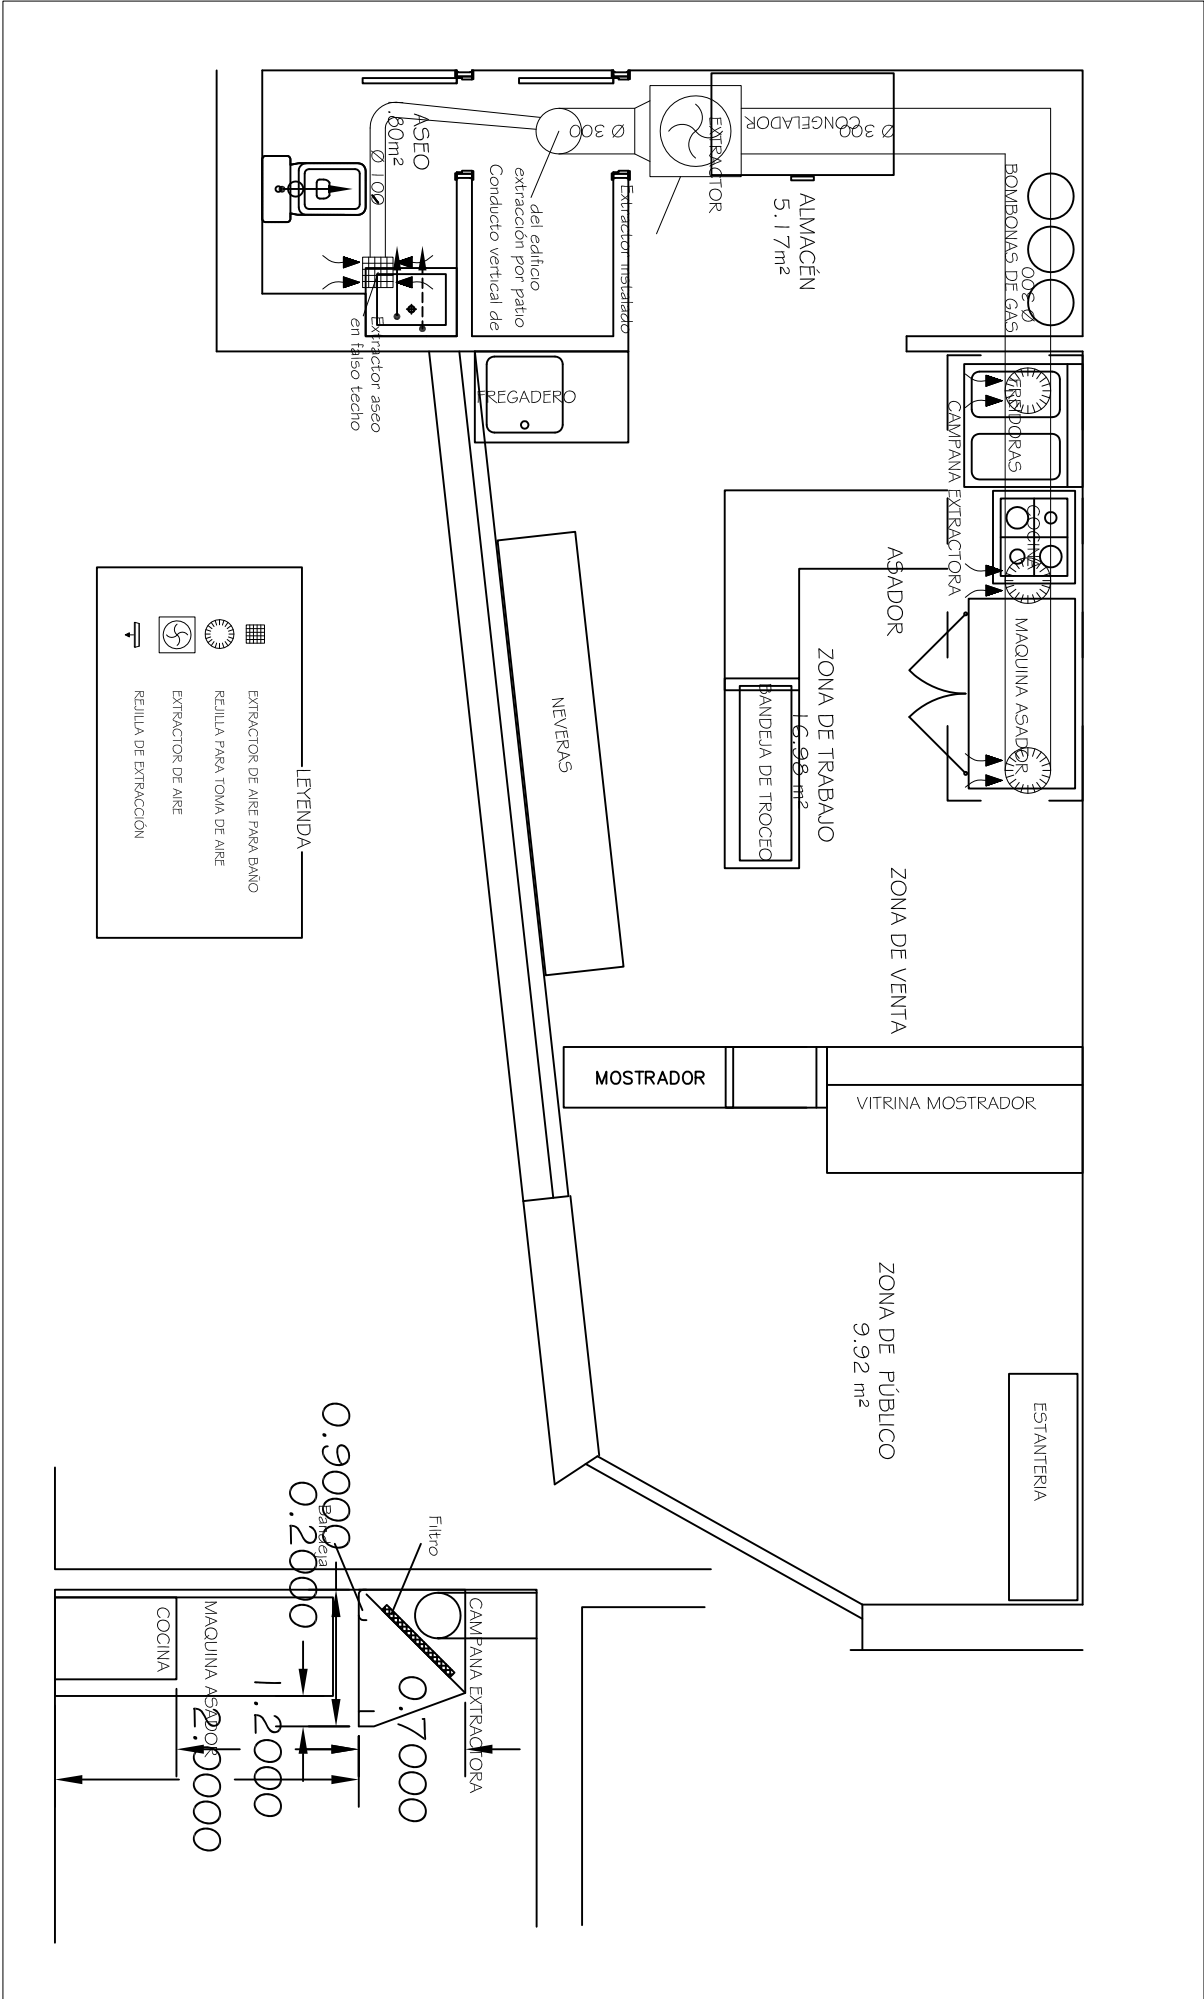 ASEO
.80m²
Ø 100
Extractor aseo
en falso techo
Conducto vertical de
extracción por patio
del edificio
Ø 300
Extractor instalado
EXTRACTOR
CONGELADOR
Ø 300
ALMACÉN
5.17m²
BOMBONAS DE GAS
Ø 300
FREGADERO
FREIDORAS
CAMPANA EXTRACTORA
COCINA
ASADOR
MAQUINA ASADOR
ZONA DE TRABAJO
16.98 m²
BANDEJA DE TROCEO
NEVERAS
ZONA DE VENTA
MOSTRADOR
VITRINA MOSTRADOR
ZONA DE PÚBLICO
9.92 m²
ESTANTERIA
LEYENDA
EXTRACTOR DE AIRE PARA BAÑO
REJILLA PARA TOMA DE AIRE
EXTRACTOR DE AIRE
REJILLA DE EXTRACCIÓN
0.9000
0.2000
Bandeja
Filtro
CAMPANA EXTRACTORA
0.7000
MAQUINA ASADOR
COCINA
1.2000
2.0000